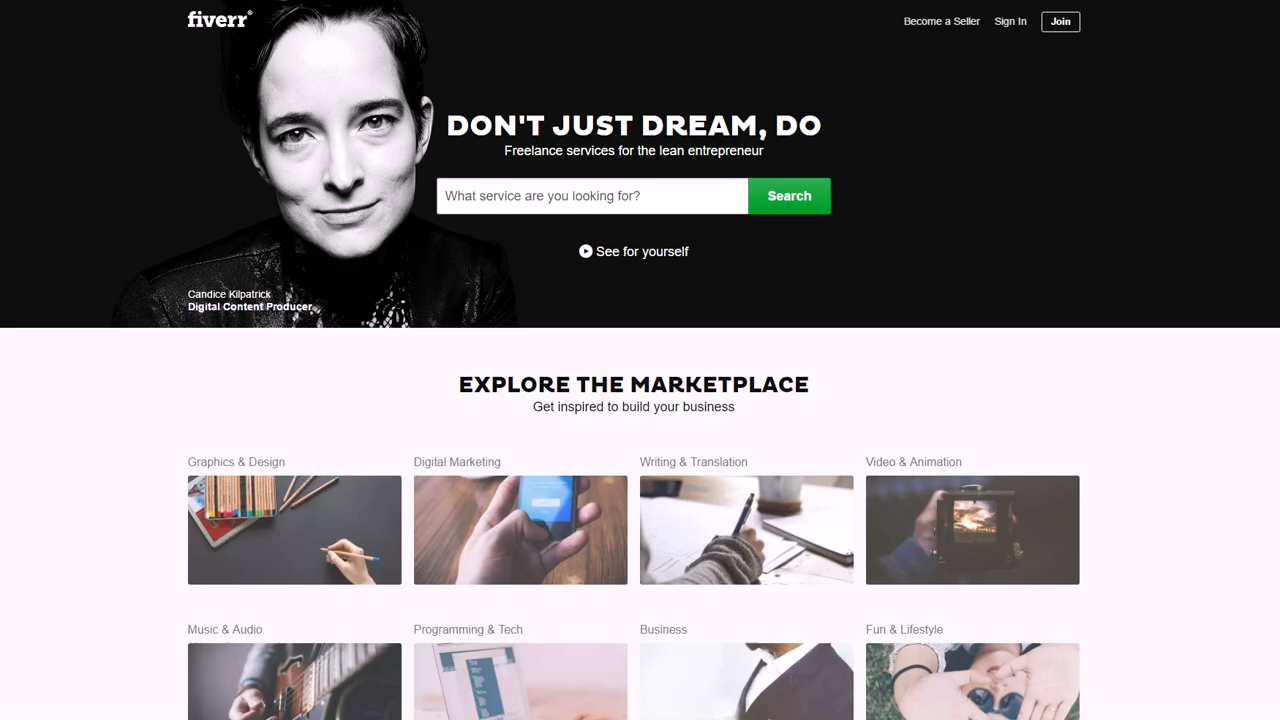 fiverr®
Become a Seller Sign In Join
DON'T JUST DREAM, DO
Freelance services for the lean entrepreneur
What service are you looking for? Search
See for yourself
Candice Kilpatrick
Digital Content Producer
EXPLORE THE MARKETPLACE
Get inspired to build your business
Graphics & Design Digital Marketing Writing & Translation Video & Animation
Music & Audio Programming & Tech Business Fun & Lifestyle